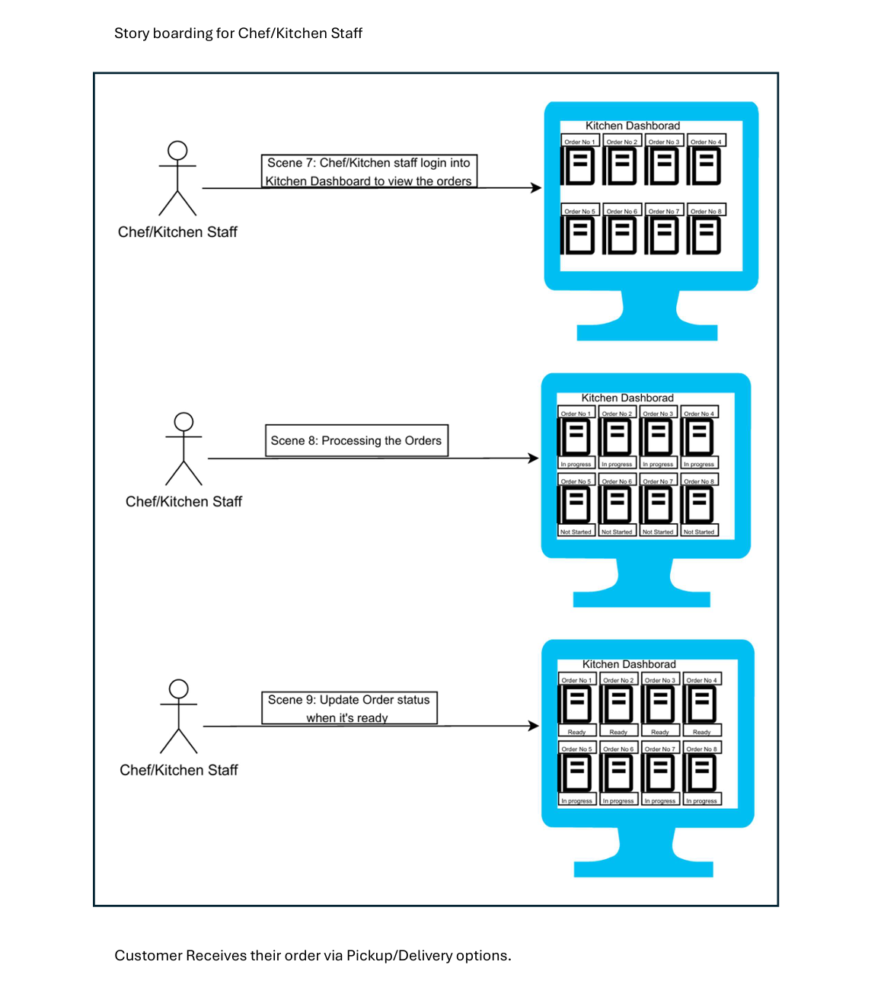 Story boarding for Chef/Kitchen Staff
Kitchen Dashborad
Order No 1 Order No 2 Order No 3 Order No 4
Scene 7: Chef/Kitchen staff login into
Kitchen Dashboard to view the orders
Order No 5 Order No 6 Order No 7 Order No 8
Chef/Kitchen Staff
Kitchen Dashborad
Order No 1 Order No 2 Order No 3 Order No 4
Scene 8: Processing the Orders
In progress In progress In progress In progress
Order No 5 Order No 6 Order No 7 Order No 8
Chef/Kitchen Staff
Not Started Not Started Not Started Not Started
Kitchen Dashborad
Order No 1 Order No 2 Order No 3 Order No 4
Scene 9: Update Order status
when it's ready
Ready Ready Ready Ready
Order No 5 Order No 6 Order No 7 Order No 8
Chef/Kitchen Staff
In progress In progress In progress In progress
Customer Receives their order via Pickup/Delivery options.